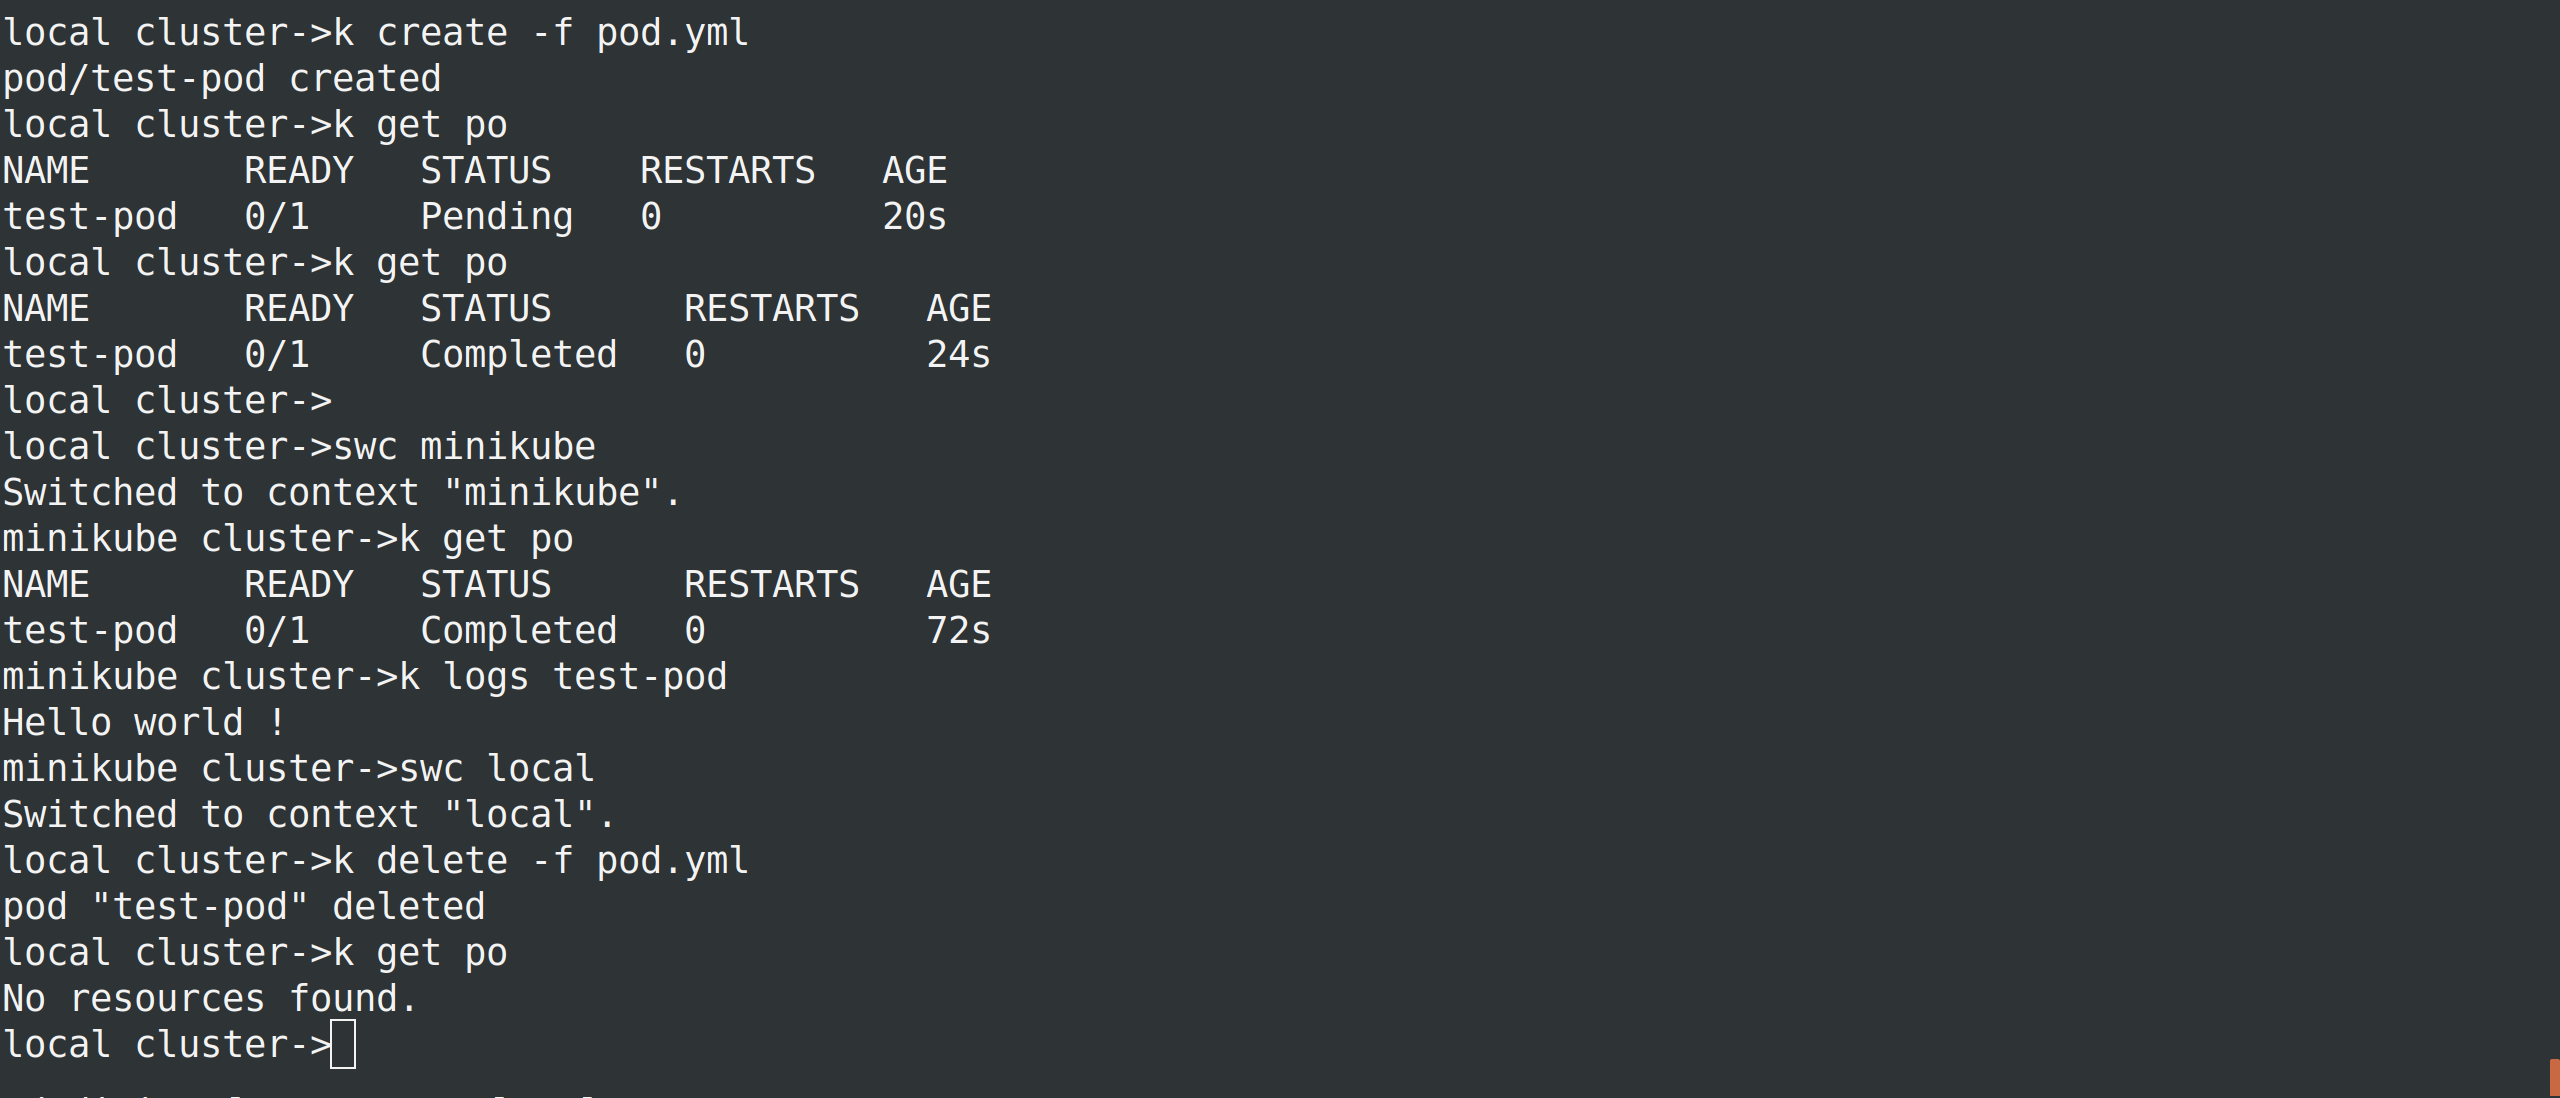 local cluster->k create -f pod.yml
pod/test-pod created
local cluster->k get po
NAME       READY   STATUS    RESTARTS   AGE
test-pod   0/1     Pending   0          20s
local cluster->k get po
NAME       READY   STATUS      RESTARTS   AGE
test-pod   0/1     Completed   0          24s
local cluster->
local cluster->swc minikube
Switched to context "minikube".
minikube cluster->k get po
NAME       READY   STATUS      RESTARTS   AGE
test-pod   0/1     Completed   0          72s
minikube cluster->k logs test-pod
Hello world !
minikube cluster->swc local
Switched to context "local".
local cluster->k delete -f pod.yml
pod "test-pod" deleted
local cluster->k get po
No resources found.
local cluster->